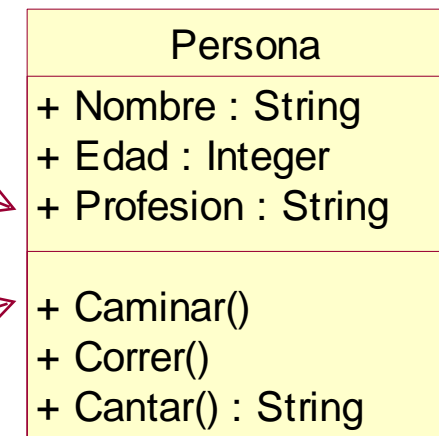 Persona
+ Nombre : String
+ Edad : Integer
+ Profesion : String
+ Caminar()
+ Correr()
+ Cantar() : String